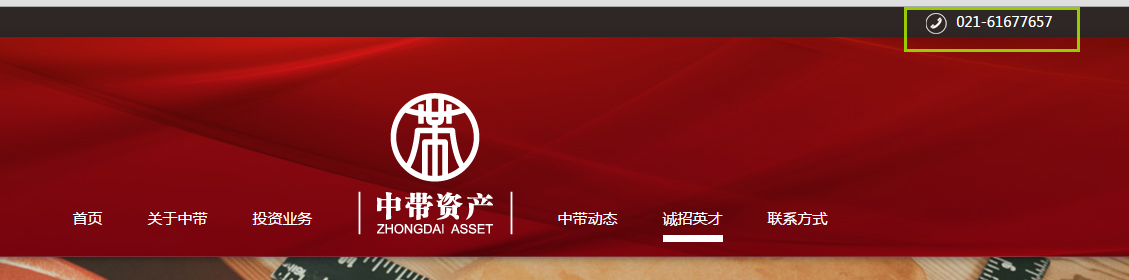 021-61677657
带
中带资产
ZHONGDAI ASSET
首页 关于中带 投资业务 中带动态 诚招英才 联系方式